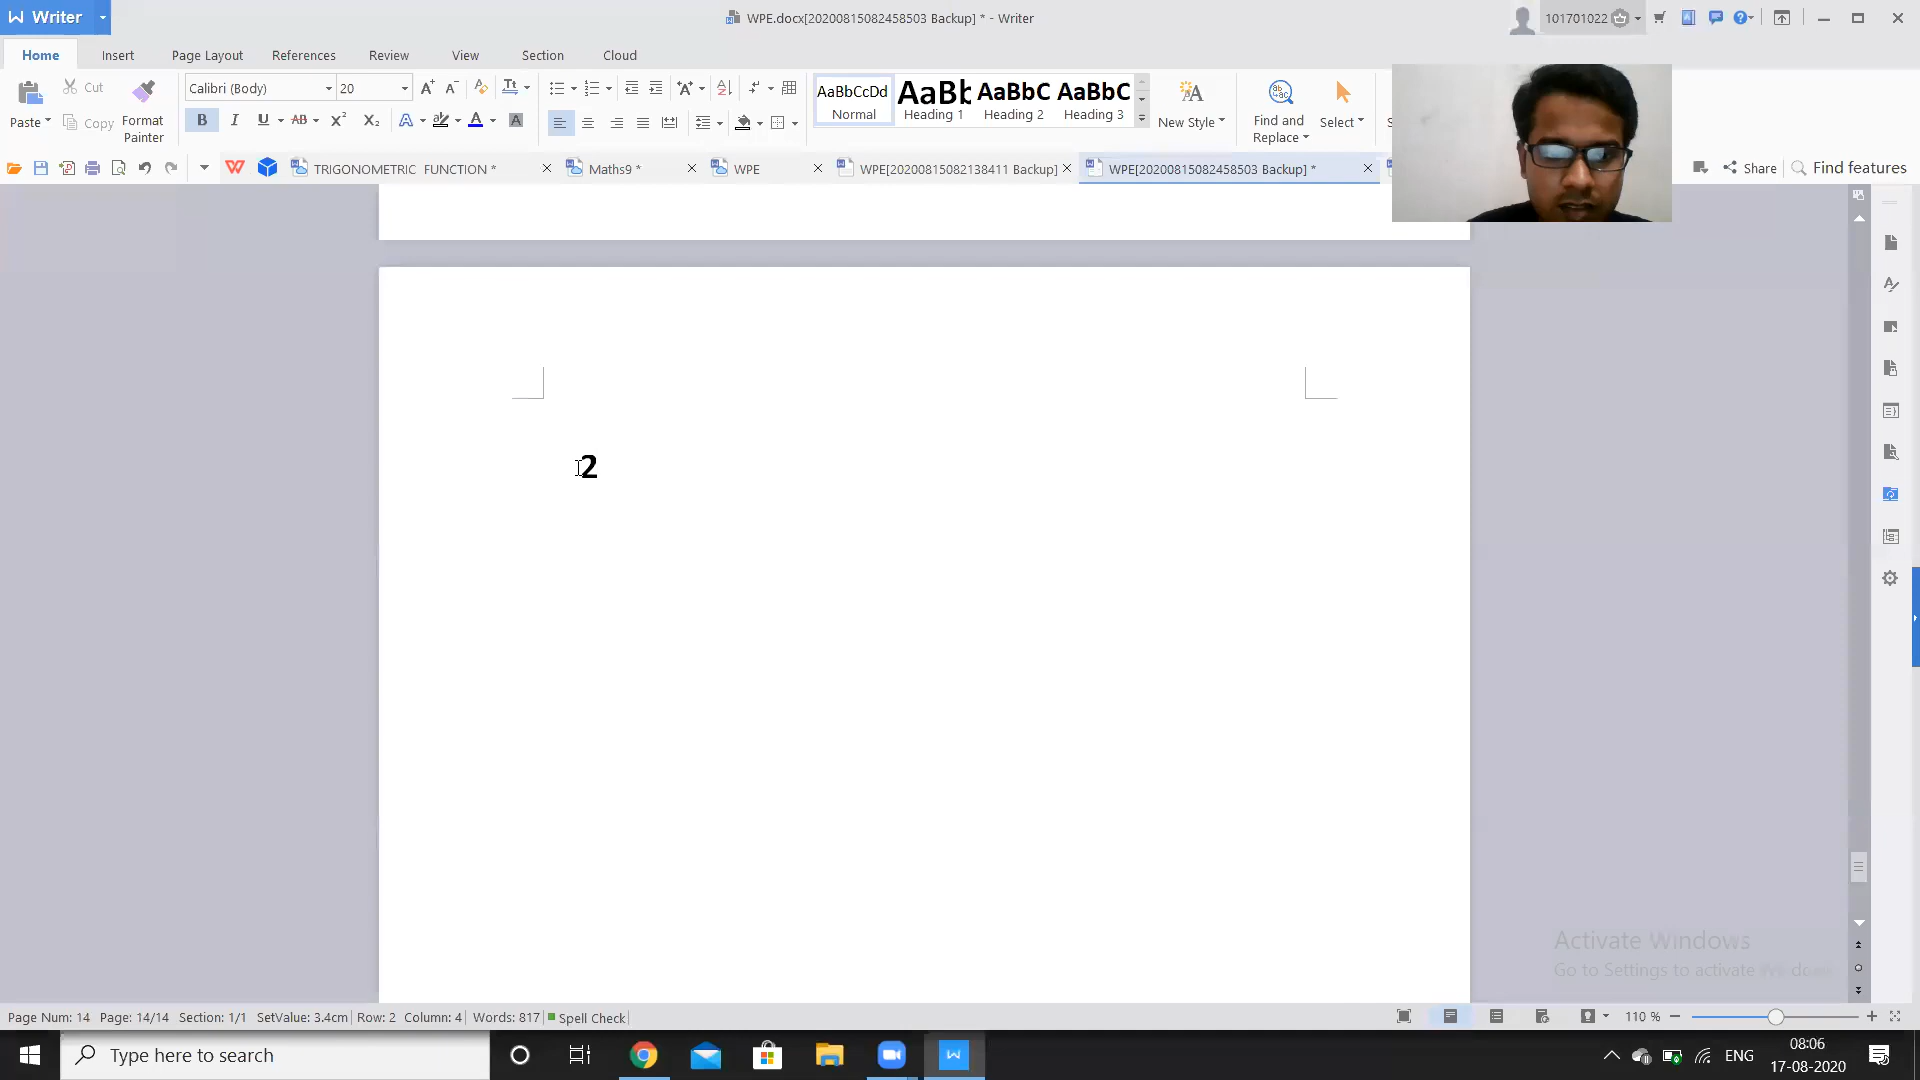 Writer
WPE.docx[20200815082458503 Backup] * - Writer
101701022
Home Insert Page Layout References Review View Section Cloud
Paste Cut Copy Format Painter
Calibri (Body) 20
AaBbCcDd Normal
AaBb Heading 1
AaBbC Heading 2
AaBbC Heading 3
New Style
Find and Replace
Select
TRIGONOMETRIC FUNCTION *
Maths9 *
WPE
WPE[20200815082138411 Backup]
WPE[20200815082458503 Backup] *
Share
Find features
2
Activate Windows
Go to Settings to activate
Page Num: 14 Page: 14/14 Section: 1/1 SetValue: 3.4cm Row: 2 Column: 4 Words: 817 Spell Check
110 %
Type here to search
ENG
08:06
17-08-2020